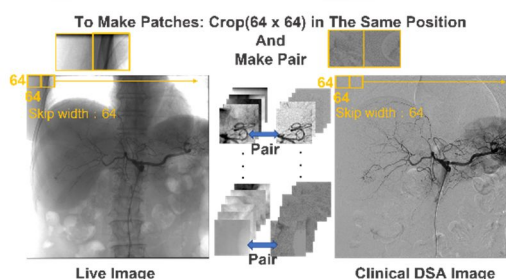 To Make Patches: Crop(64 x 64) in The Same Position
And
Make Pair
64
64
Skip width : 64
Pair
Pair
64
64
Skip width : 64
Live Image
Clinical DSA Image